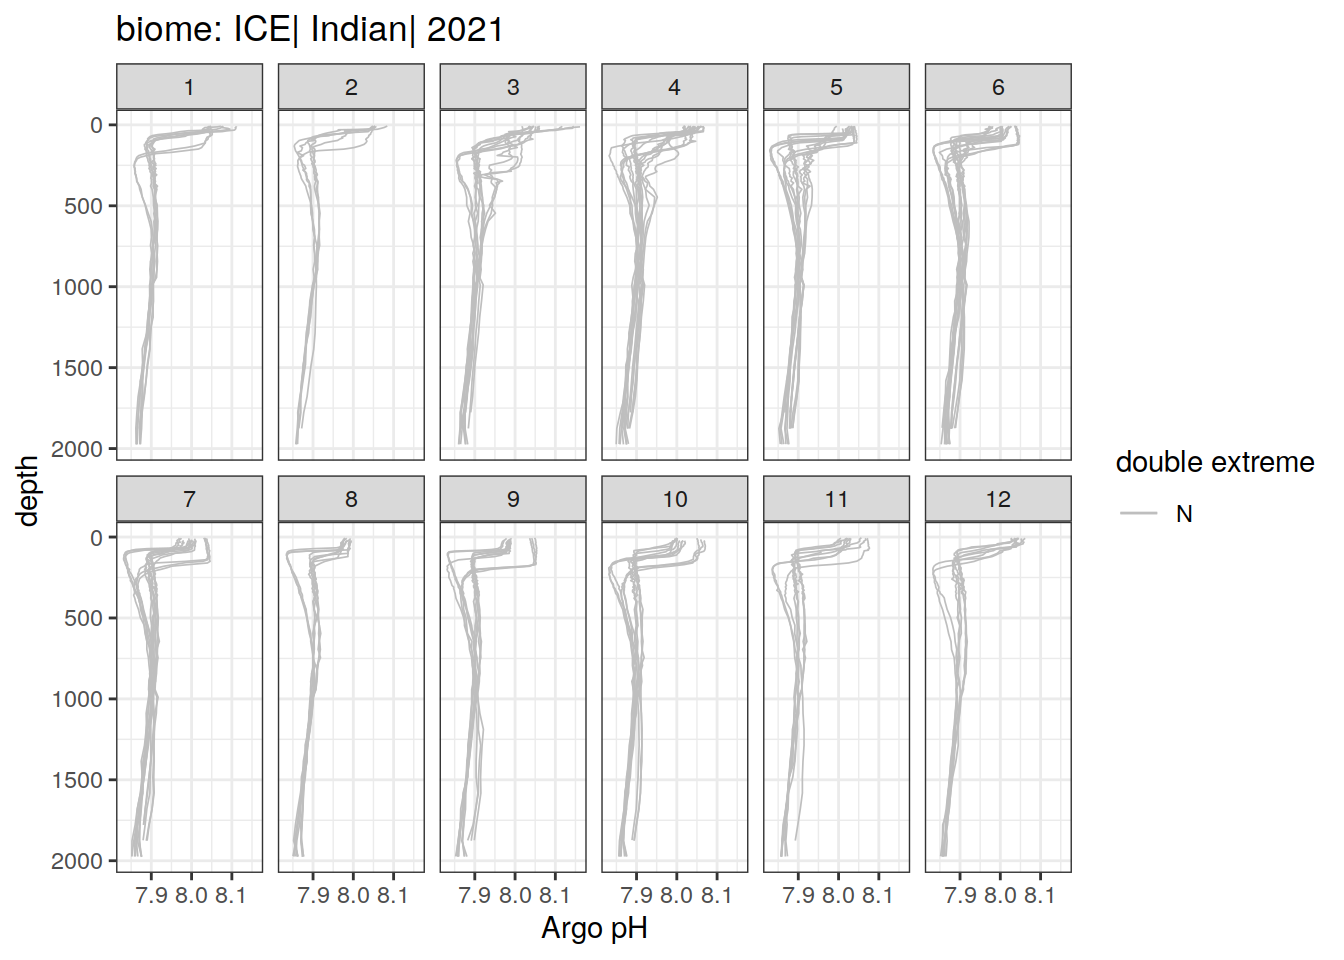 biome: ICE| Indian| 2021
1 2 3 4 5 6
0
500
1000
1500
2000
7 8 9 10 11 12
0
500
1000
1500
2000
7.9 8.0 8.1 7.9 8.0 8.1 7.9 8.0 8.1 7.9 8.0 8.1 7.9 8.0 8.1 7.9 8.0 8.1
Argo pH
depth
double extreme
N